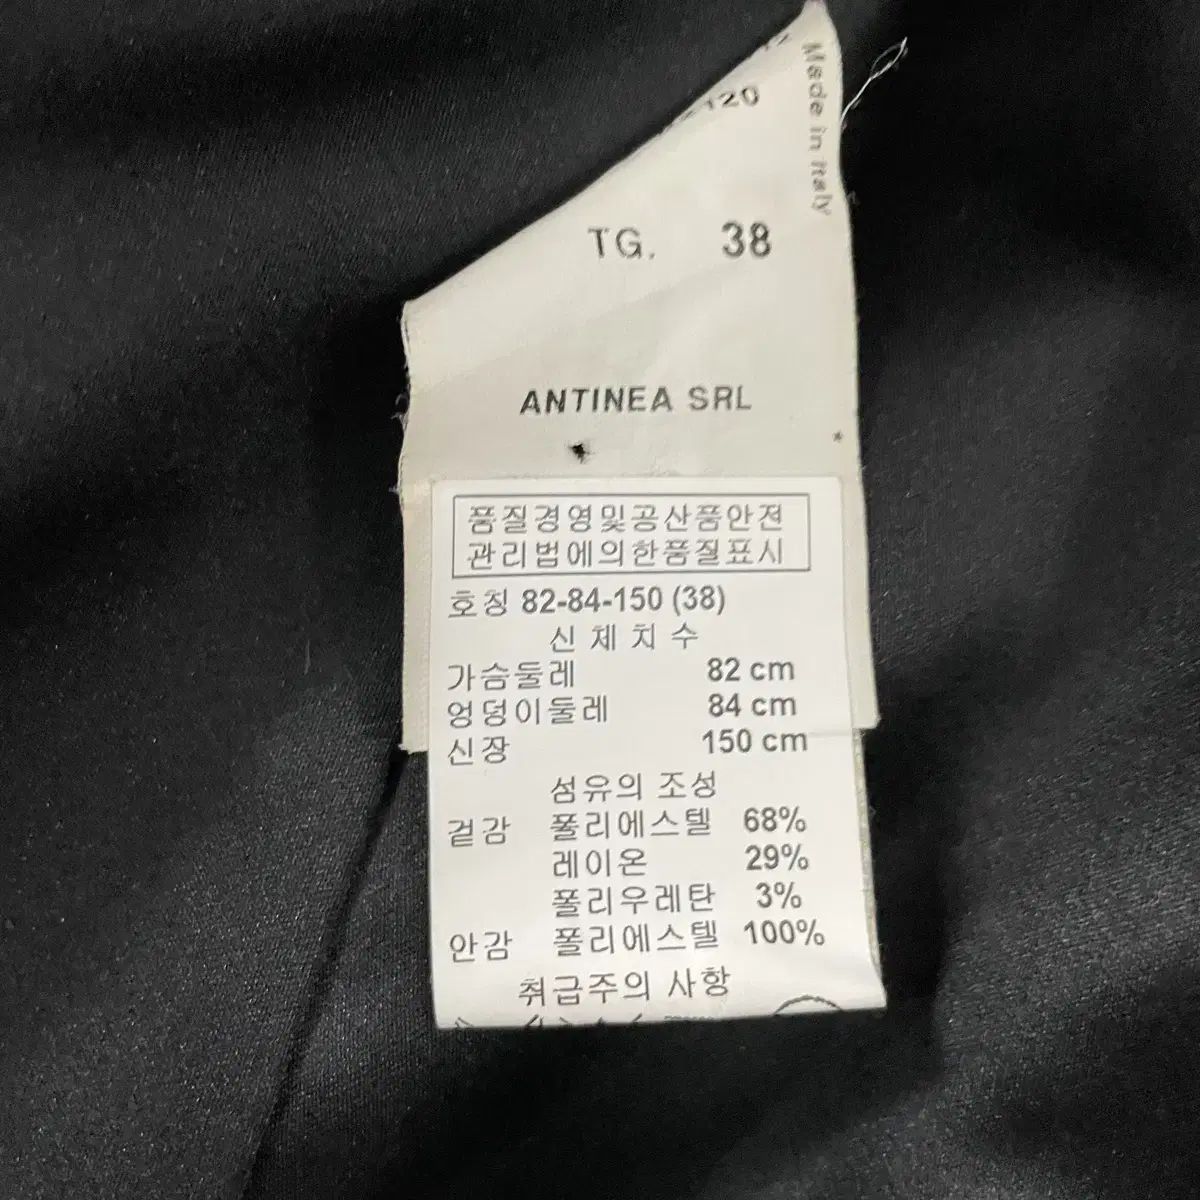 120
Made in Italy
TG. 38
ANTINEA SRL
품질경영및공산품안전
관리법에의한품질표시
호칭 82-84-150 (38)
신체치수
가슴둘레 82 cm
엉덩이둘레 84 cm
신장 150 cm
섬유의 조성
겉감 폴리에스텔 68%
레이온 29%
폴리우레탄 3%
안감 폴리에스텔 100%
취급주의 사항